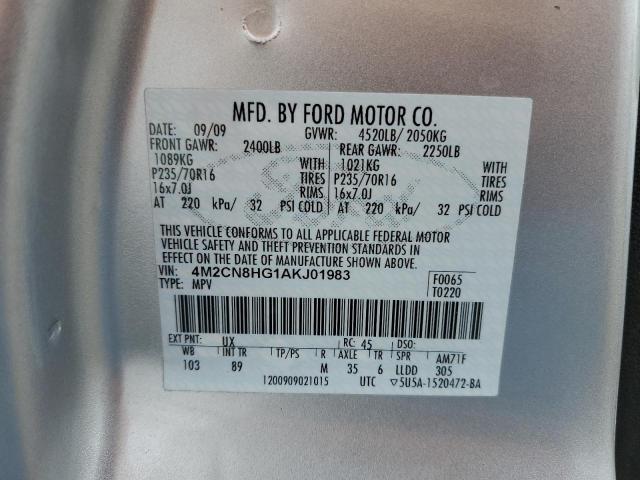 MFD. BY FORD MOTOR CO.
DATE: 09/09 GVWR: 4520LB/ 2050KG
FRONT GAWR: 2400LB REAR GAWR: 2250LB
1089KG WITH 1021KG WITH
P235/70R16 TIRES P235/70R16 TIRES
16x7.0J RIMS 16x7.0J RIMS
AT 220 kPa/ 32 PSI COLD AT 220 kPa/ 32 PSI COLD
THIS VEHICLE CONFORMS TO ALL APPLICABLE FEDERAL MOTOR
VEHICLE SAFETY AND THEFT PREVENTION STANDARDS IN
EFFECT ON THE DATE OF MANUFACTURE SHOWN ABOVE.
VIN: 4M2CN8HG1AKJ01983 F0065
TYPE: MPV T0220
EXT PNT: UX RC: 45 DSO:
WB INT TR TP/PS R AXLE TR SPR AM71F
103 89 M 35 6 LLDD 305
1200909021015 UTC ▽5U5A-1520472-BA